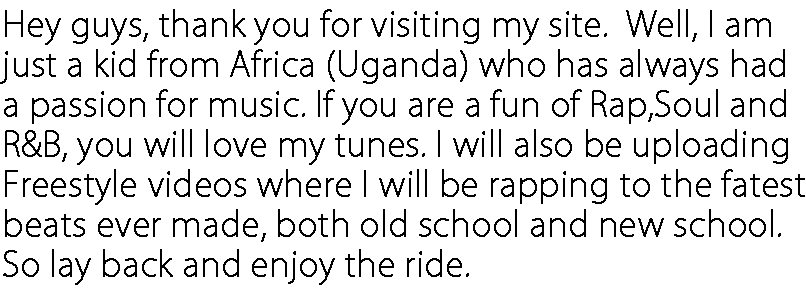 Hey guys, thank you for visiting my site.  Well, I am
just a kid from Africa (Uganda) who has always had
a passion for music. If you are a fun of Rap,Soul and
R&B, you will love my tunes. I will also be uploading
Freestyle videos where I will be rapping to the fatest
beats ever made, both old school and new school.
So lay back and enjoy the ride.